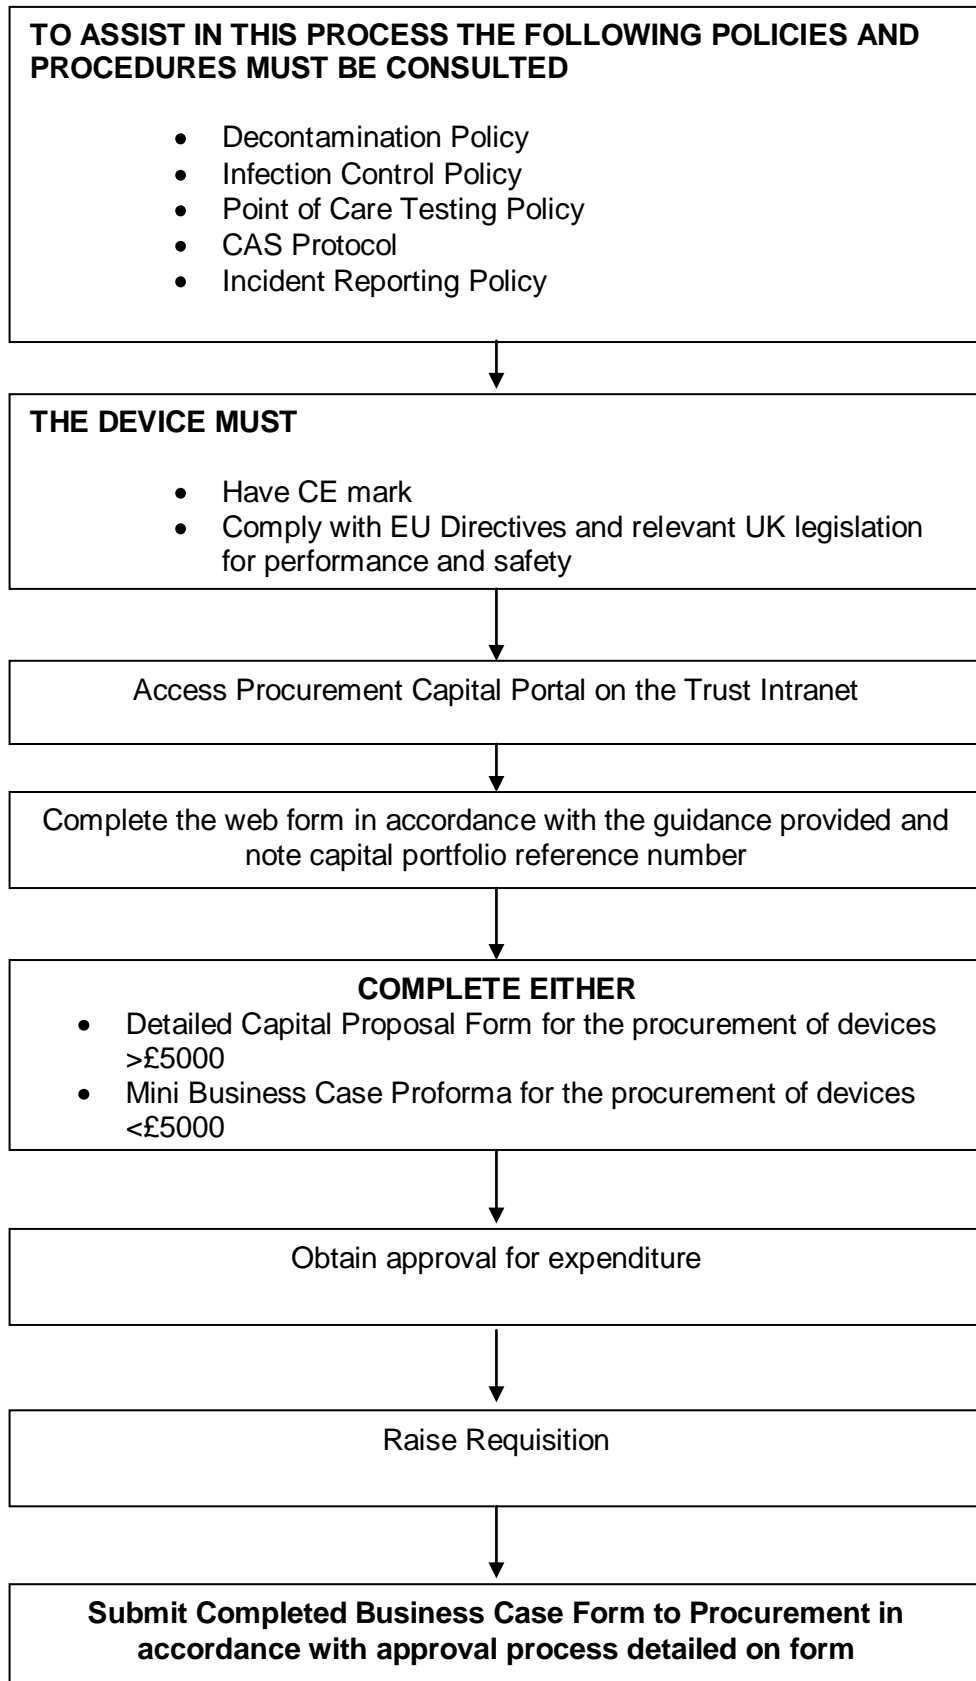 TO ASSIST IN THIS PROCESS THE FOLLOWING POLICIES AND
PROCEDURES MUST BE CONSULTED
• Decontamination Policy
• Infection Control Policy
• Point of Care Testing Policy
• CAS Protocol
• Incident Reporting Policy
THE DEVICE MUST
• Have CE mark
• Comply with EU Directives and relevant UK legislation
for performance and safety
Access Procurement Capital Portal on the Trust Intranet
Complete the web form in accordance with the guidance provided and
note capital portfolio reference number
COMPLETE EITHER
• Detailed Capital Proposal Form for the procurement of devices
>£5000
• Mini Business Case Proforma for the procurement of devices
<£5000
Obtain approval for expenditure
Raise Requisition
Submit Completed Business Case Form to Procurement in
accordance with approval process detailed on form